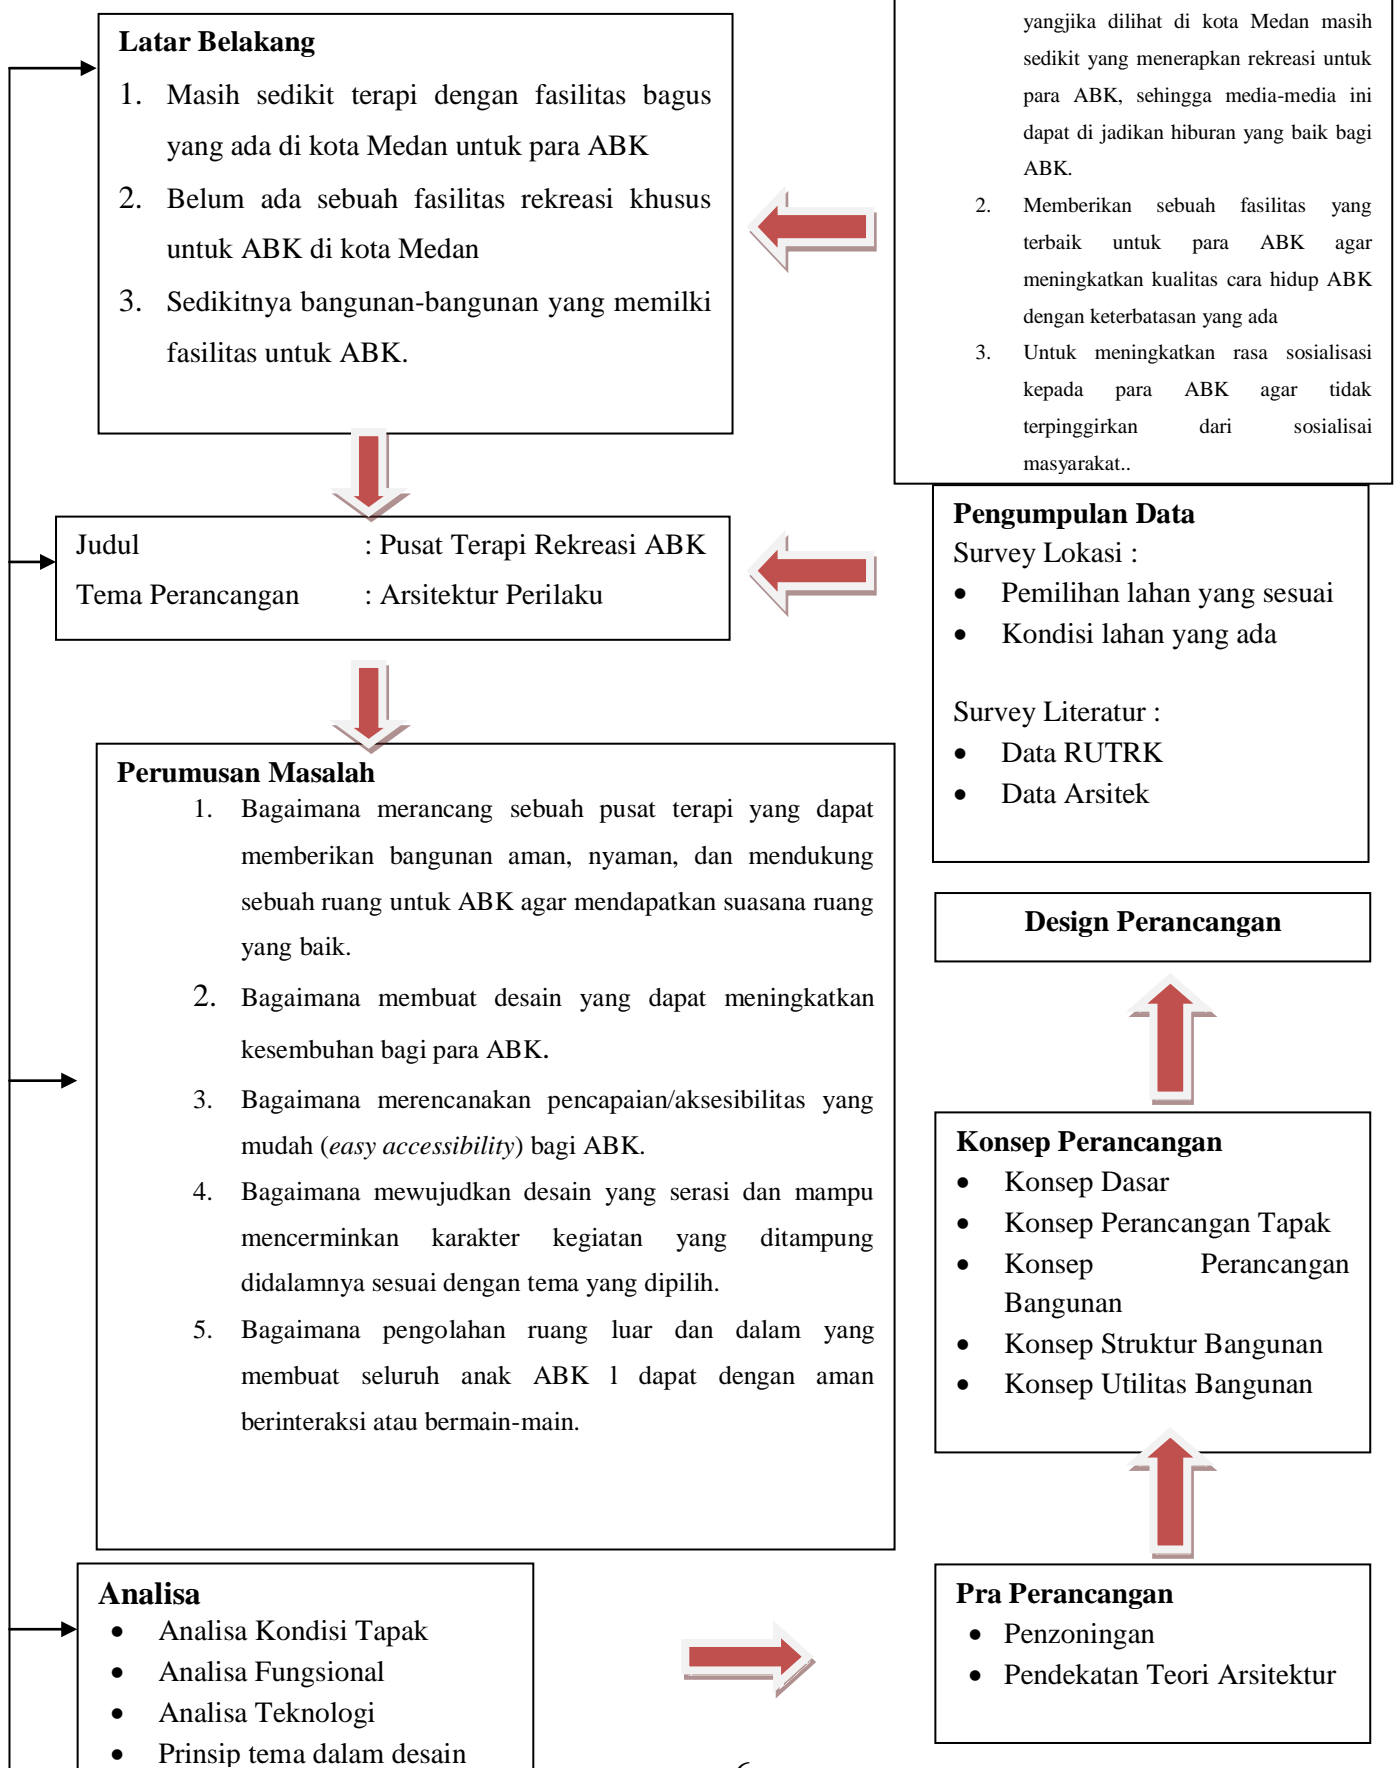 Latar Belakang
1. Masih sedikit terapi dengan fasilitas bagus
yang ada di kota Medan untuk para ABK
2. Belum ada sebuah fasilitas rekreasi khusus
untuk ABK di kota Medan
3. Sedikitnya bangunan-bangunan yang memilki
fasilitas untuk ABK.
yangjika dilihat di kota Medan masih
sedikit yang menerapkan rekreasi untuk
para ABK, sehingga media-media ini
dapat di jadikan hiburan yang baik bagi
ABK.
2. Memberikan sebuah fasilitas yang
terbaik untuk para ABK agar
meningkatkan kualitas cara hidup ABK
dengan keterbatasan yang ada
3. Untuk meningkatkan rasa sosialisasi
kepada para ABK agar tidak
terpinggirkan dari sosialisai
masyarakat..
Judul : Pusat Terapi Rekreasi ABK
Tema Perancangan : Arsitektur Perilaku
Pengumpulan Data
Survey Lokasi :
• Pemilihan lahan yang sesuai
• Kondisi lahan yang ada
Survey Literatur :
• Data RUTRK
• Data Arsitek
Perumusan Masalah
1. Bagaimana merancang sebuah pusat terapi yang dapat
memberikan bangunan aman, nyaman, dan mendukung
sebuah ruang untuk ABK agar mendapatkan suasana ruang
yang baik.
2. Bagaimana membuat desain yang dapat meningkatkan
kesembuhan bagi para ABK.
3. Bagaimana merencanakan pencapaian/aksesibilitas yang
mudah (easy accessibility) bagi ABK.
4. Bagaimana mewujudkan desain yang serasi dan mampu
mencerminkan karakter kegiatan yang ditampung
didalamnya sesuai dengan tema yang dipilih.
5. Bagaimana pengolahan ruang luar dan dalam yang
membuat seluruh anak ABK l dapat dengan aman
berinteraksi atau bermain-main.
Design Perancangan
Konsep Perancangan
• Konsep Dasar
• Konsep Perancangan Tapak
• Konsep Perancangan
Bangunan
• Konsep Struktur Bangunan
• Konsep Utilitas Bangunan
Analisa
• Analisa Kondisi Tapak
• Analisa Fungsional
• Analisa Teknologi
• Prinsip tema dalam desain
Pra Perancangan
• Penzoningan
• Pendekatan Teori Arsitektur